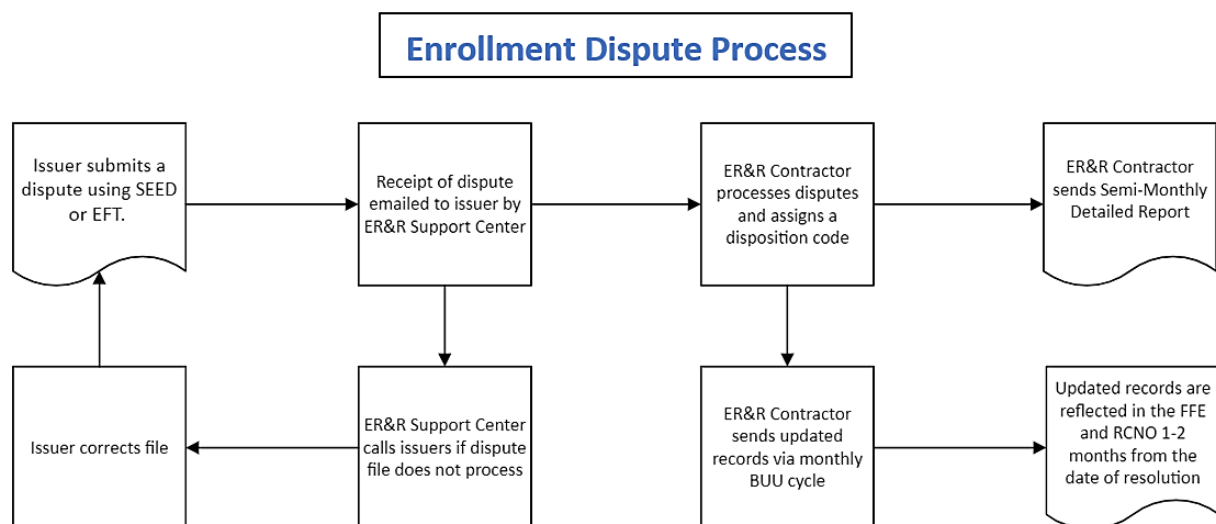 Enrollment Dispute Process
Issuer submits a
dispute using SEED
or EFT.
Receipt of dispute
emailed to issuer by
ER&R Support Center
ER&R Contractor
processes disputes
and assigns a
disposition code
ER&R Contractor
sends Semi-Monthly
Detailed Report
Issuer corrects file
ER&R Support Center
calls issuers if dispute
file does not process
ER&R Contractor
sends updated
records via monthly
BUU cycle
Updated records are
reflected in the FFE
and RCNO 1-2
months from the
date of resolution